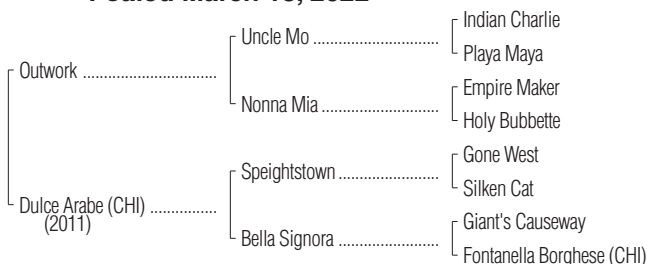 Foaled March 2022
Indian Charlie
Uncle Mo ..............................
Playa Maya
Outwork ................................
Empire Maker
Nonna Mia ............................
Holy Bubbette
Gone West
Speightstown ........................
Silken Cat
Dulce Arabe (CHI) ................
(2011)
Giant's Causeway
Bella Signora ........................
Fontanella Borghese (CHI)